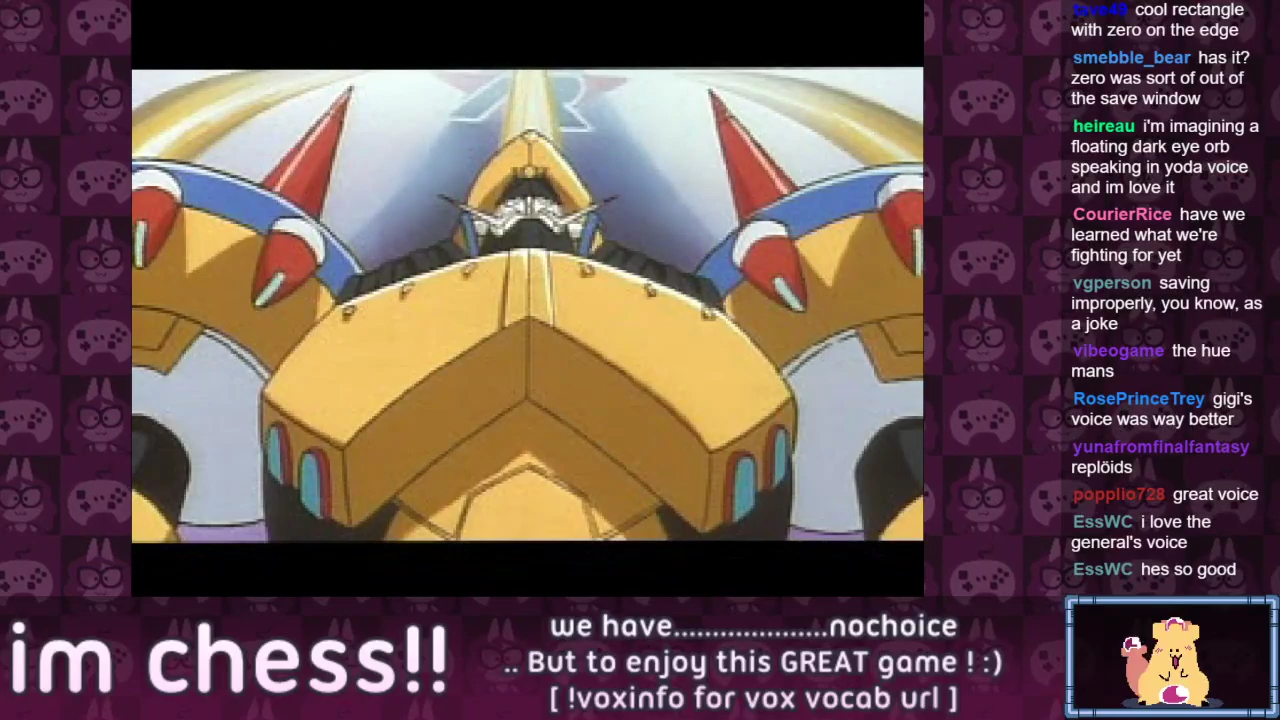 R
tave49 cool rectangle
with zero on the edge
smebble_bear has it?
zero was sort of out of
the save window
heireau i'm imagining a
floating dark eye orb
speaking in yoda voice
and im love it
CourierRice have we
learned what we're
fighting for yet
vgperson saving
improperly, you know, as
a joke
vibeogame the hue
mans
RosePrinceTrey gigi's
voice was way better
yunafromfinalfantasy
replöids
popplio728 great voice
EssWC i love the
general's voice
EssWC hes so good
im chess!!
we have....................nochoice
.. But to enjoy this GREAT game ! :)
[ !voxinfo for vox vocab url ]